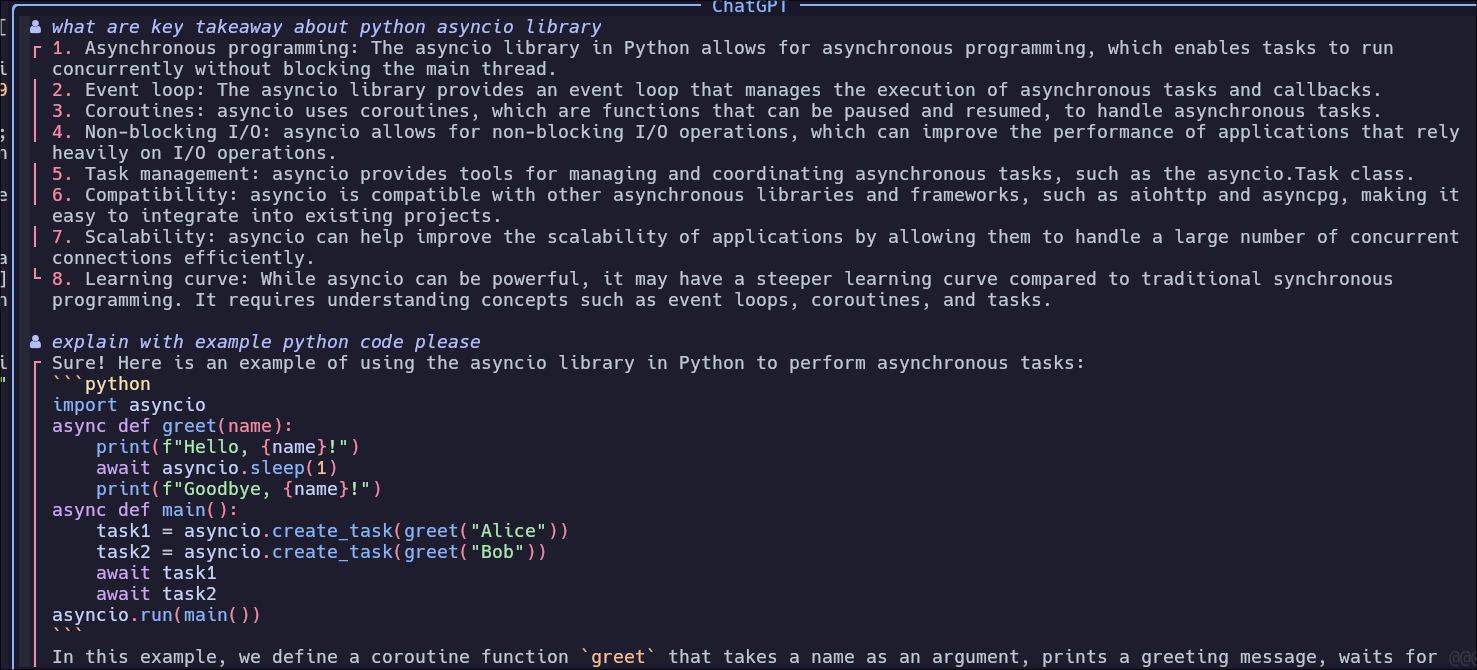 ChatGPT
what are key takeaway about python asyncio library
1. Asynchronous programming: The asyncio library in Python allows for asynchronous programming, which enables tasks to run
concurrently without blocking the main thread.
2. Event loop: The asyncio library provides an event loop that manages the execution of asynchronous tasks and callbacks.
3. Coroutines: asyncio uses coroutines, which are functions that can be paused and resumed, to handle asynchronous tasks.
4. Non-blocking I/O: asyncio allows for non-blocking I/O operations, which can improve the performance of applications that rely
heavily on I/O operations.
5. Task management: asyncio provides tools for managing and coordinating asynchronous tasks, such as the asyncio.Task class.
6. Compatibility: asyncio is compatible with other asynchronous libraries and frameworks, such as aiohttp and asyncpg, making it
easy to integrate into existing projects.
7. Scalability: asyncio can help improve the scalability of applications by allowing them to handle a large number of concurrent
connections efficiently.
8. Learning curve: While asyncio can be powerful, it may have a steeper learning curve compared to traditional synchronous
programming. It requires understanding concepts such as event loops, coroutines, and tasks.
explain with example python code please
Sure! Here is an example of using the asyncio library in Python to perform asynchronous tasks:
```python
import asyncio
async def greet(name):
    print(f"Hello, {name}!")
    await asyncio.sleep(1)
    print(f"Goodbye, {name}!")
async def main():
    task1 = asyncio.create_task(greet("Alice"))
    task2 = asyncio.create_task(greet("Bob"))
    await task1
    await task2
asyncio.run(main())
```
In this example, we define a coroutine function `greet` that takes a name as an argument, prints a greeting message, waits for